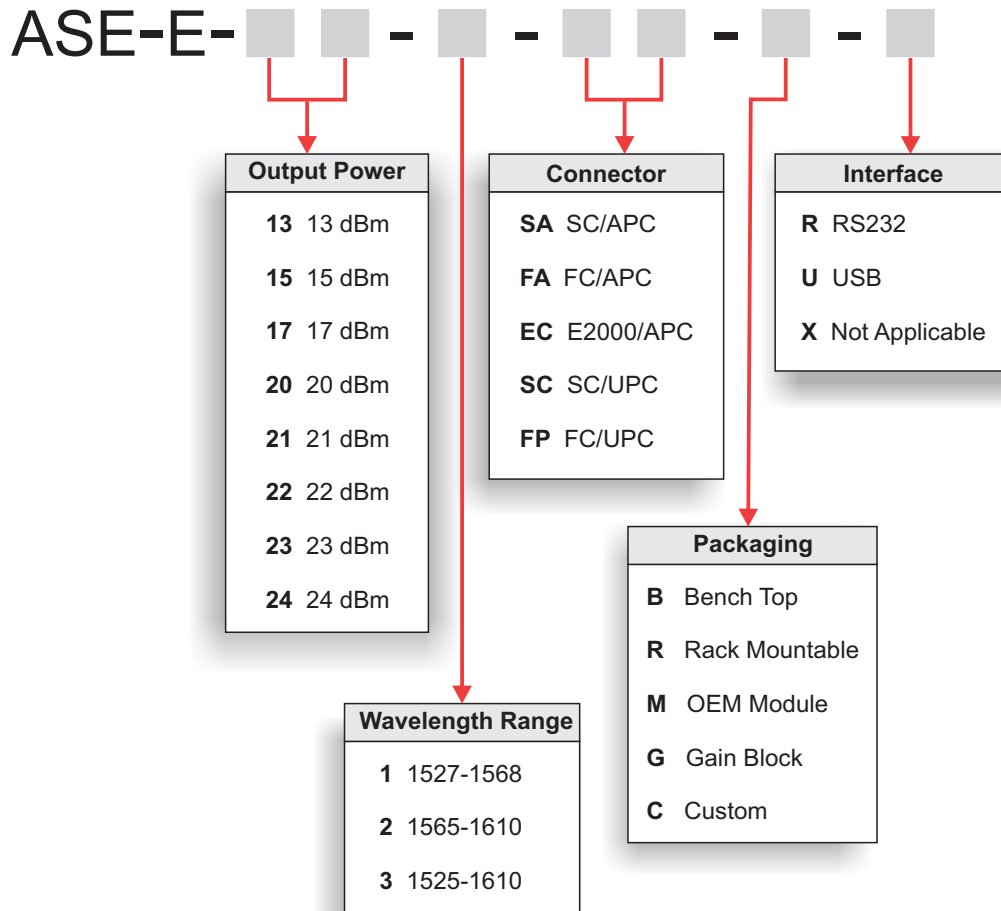 ASE-E- - - - -
Output Power
13 13 dBm
15 15 dBm
17 17 dBm
20 20 dBm
21 21 dBm
22 22 dBm
23 23 dBm
24 24 dBm
Wavelength Range
1 1527-1568
2 1565-1610
3 1525-1610
Connector
SA SC/APC
FA FC/APC
EC E2000/APC
SC SC/UPC
FP FC/UPC
Packaging
B Bench Top
R Rack Mountable
M OEM Module
G Gain Block
C Custom
Interface
R RS232
U USB
X Not Applicable